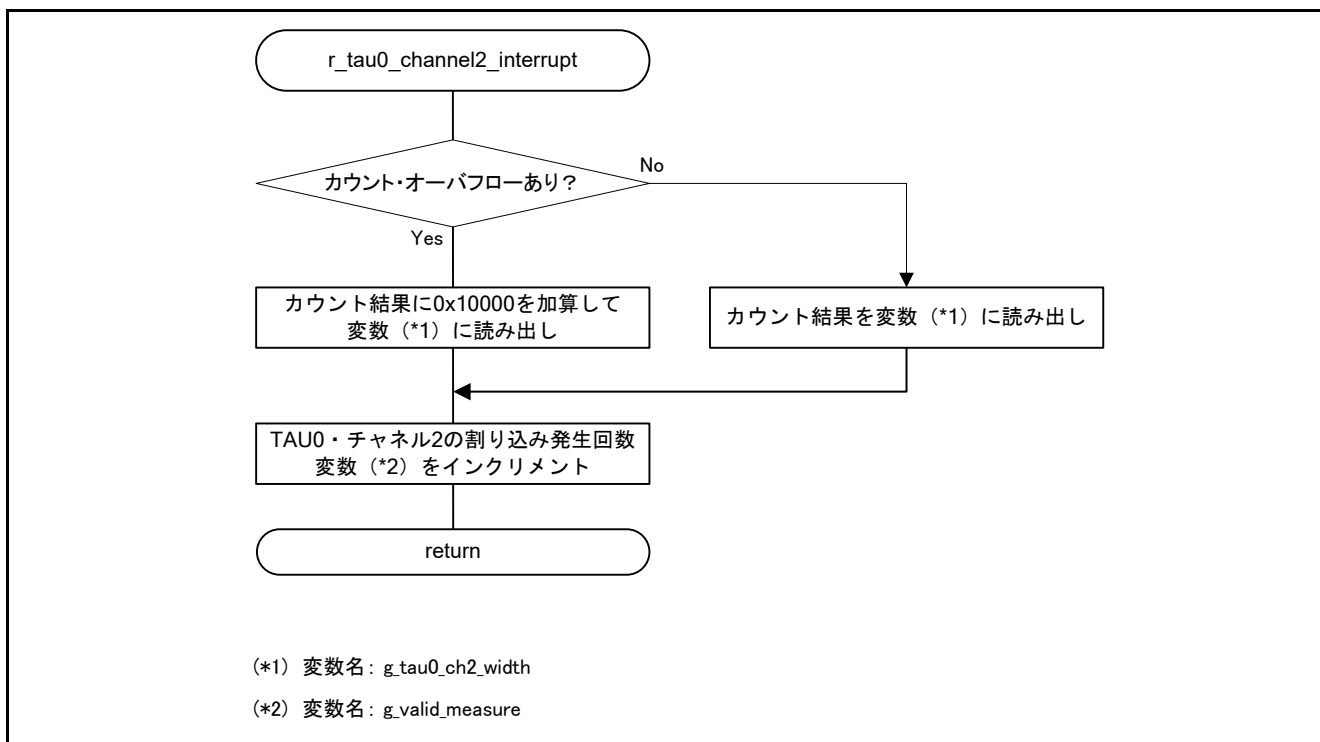 r_tau0_channel2_interrupt
カウント・オーバフローあり？
No
Yes
カウント結果に0x10000を加算して
変数（*1）に読み出し
カウント結果を変数（*1）に読み出し
TAU0・チャネル2の割り込み発生回数
変数（*2）をインクリメント
return
(*1) 変数名: g_tau0_ch2_width
(*2) 変数名: g_valid_measure